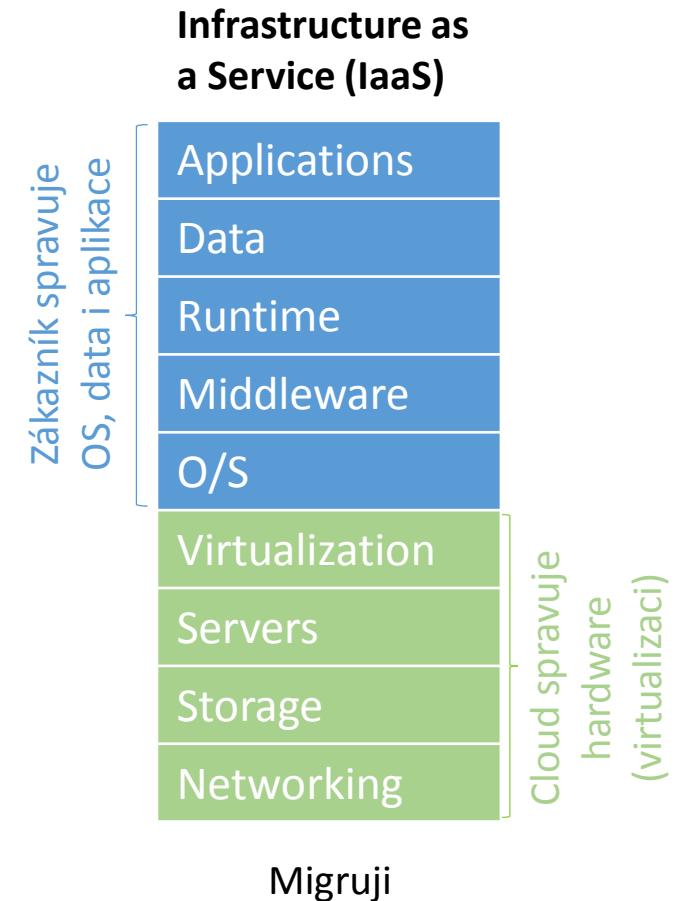 Infrastructure as
a Service (IaaS)
Zákazník spravuje
OS, data i aplikace
Applications
Data
Runtime
Middleware
O/S
Virtualization
Servers
Storage
Networking
Cloud spravuje
hardware
(virtualizaci)
Migruji